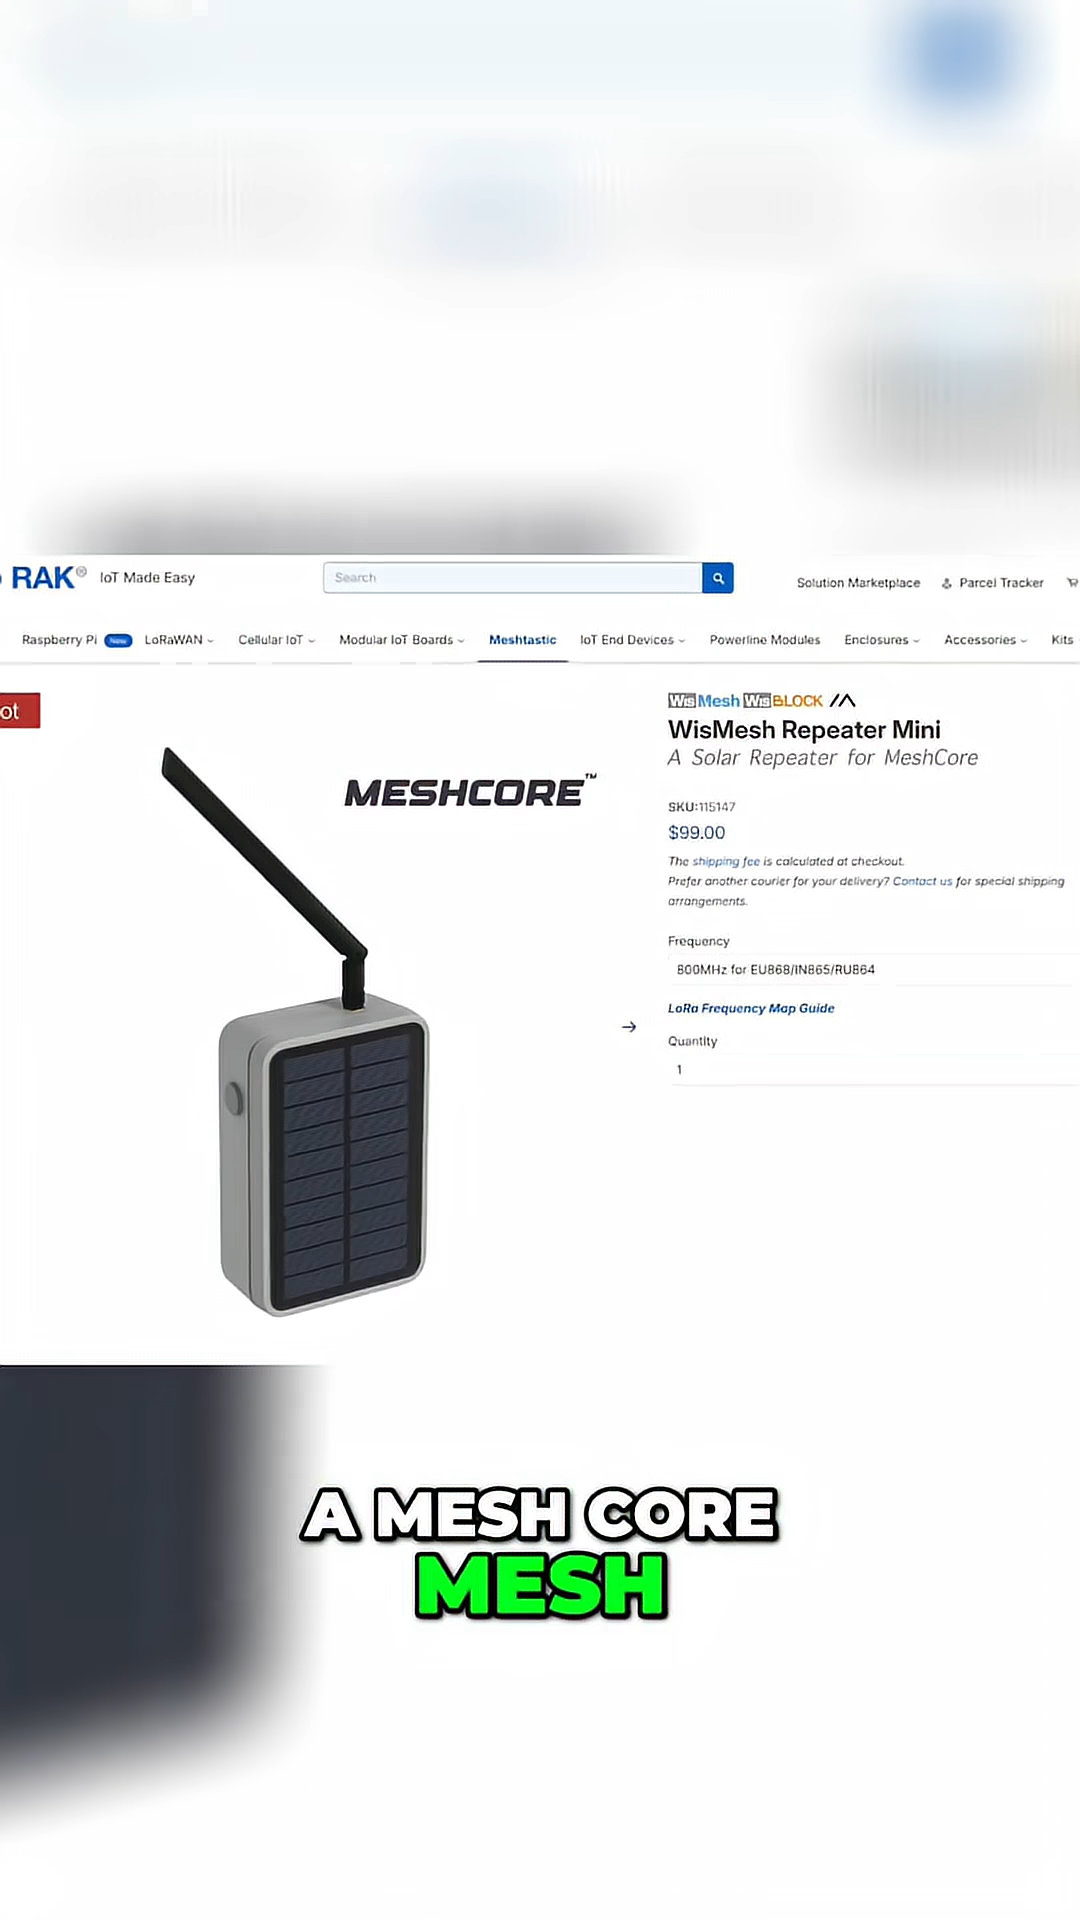 RAK® IoT Made Easy
Search
Solution Marketplace
Parcel Tracker
Raspberry Pi New LoRaWAN Cellular IoT Modular IoT Boards Meshtastic IoT End Devices Powerline Modules Enclosures Accessories Kits
ot
WisMesh WisBLOCK
WisMesh Repeater Mini
A Solar Repeater for MeshCore
MESHCORE™
SKU:115147
$99.00
The shipping fee is calculated at checkout.
Prefer another courier for your delivery? Contact us for special shipping
arrangements.
Frequency
800MHz for EU868/IN865/RU864
LoRa Frequency Map Guide
Quantity
1
A MESH CORE
MESH